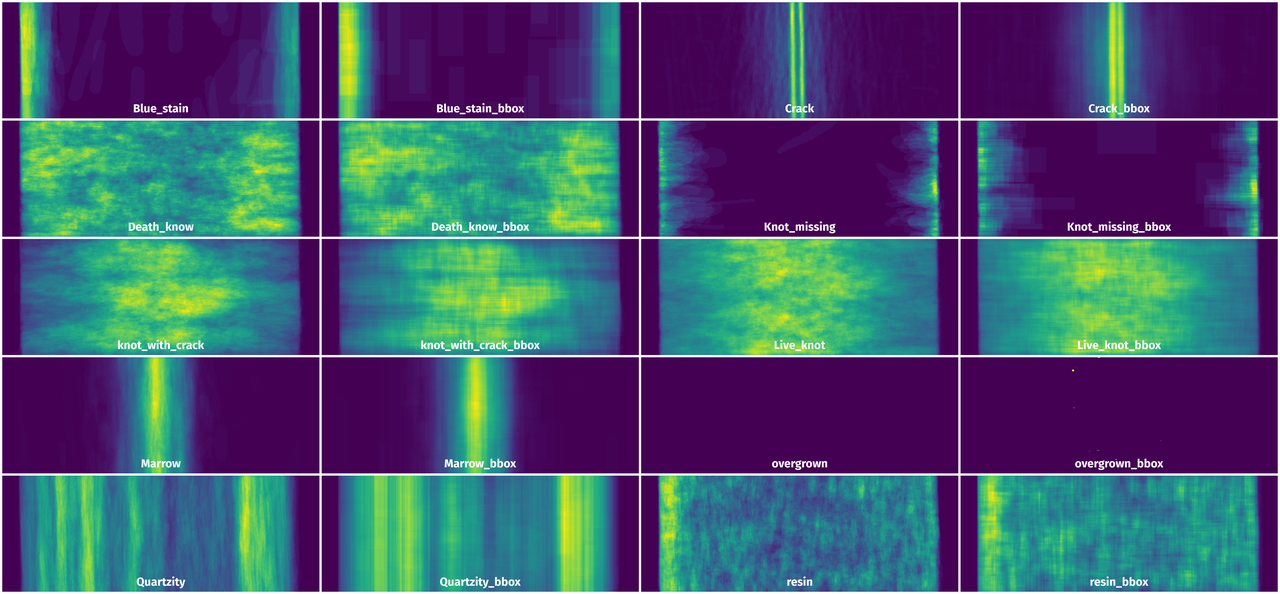 Blue_stain
Blue_stain_bbox
Crack
Crack_bbox
Death_know
Death_know_bbox
Knot_missing
Knot_missing_bbox
knot_with_crack
knot_with_crack_bbox
Live_knot
Live_knot_bbox
Marrow
Marrow_bbox
overgrown
overgrown_bbox
Quartzity
Quartzity_bbox
resin
resin_bbox